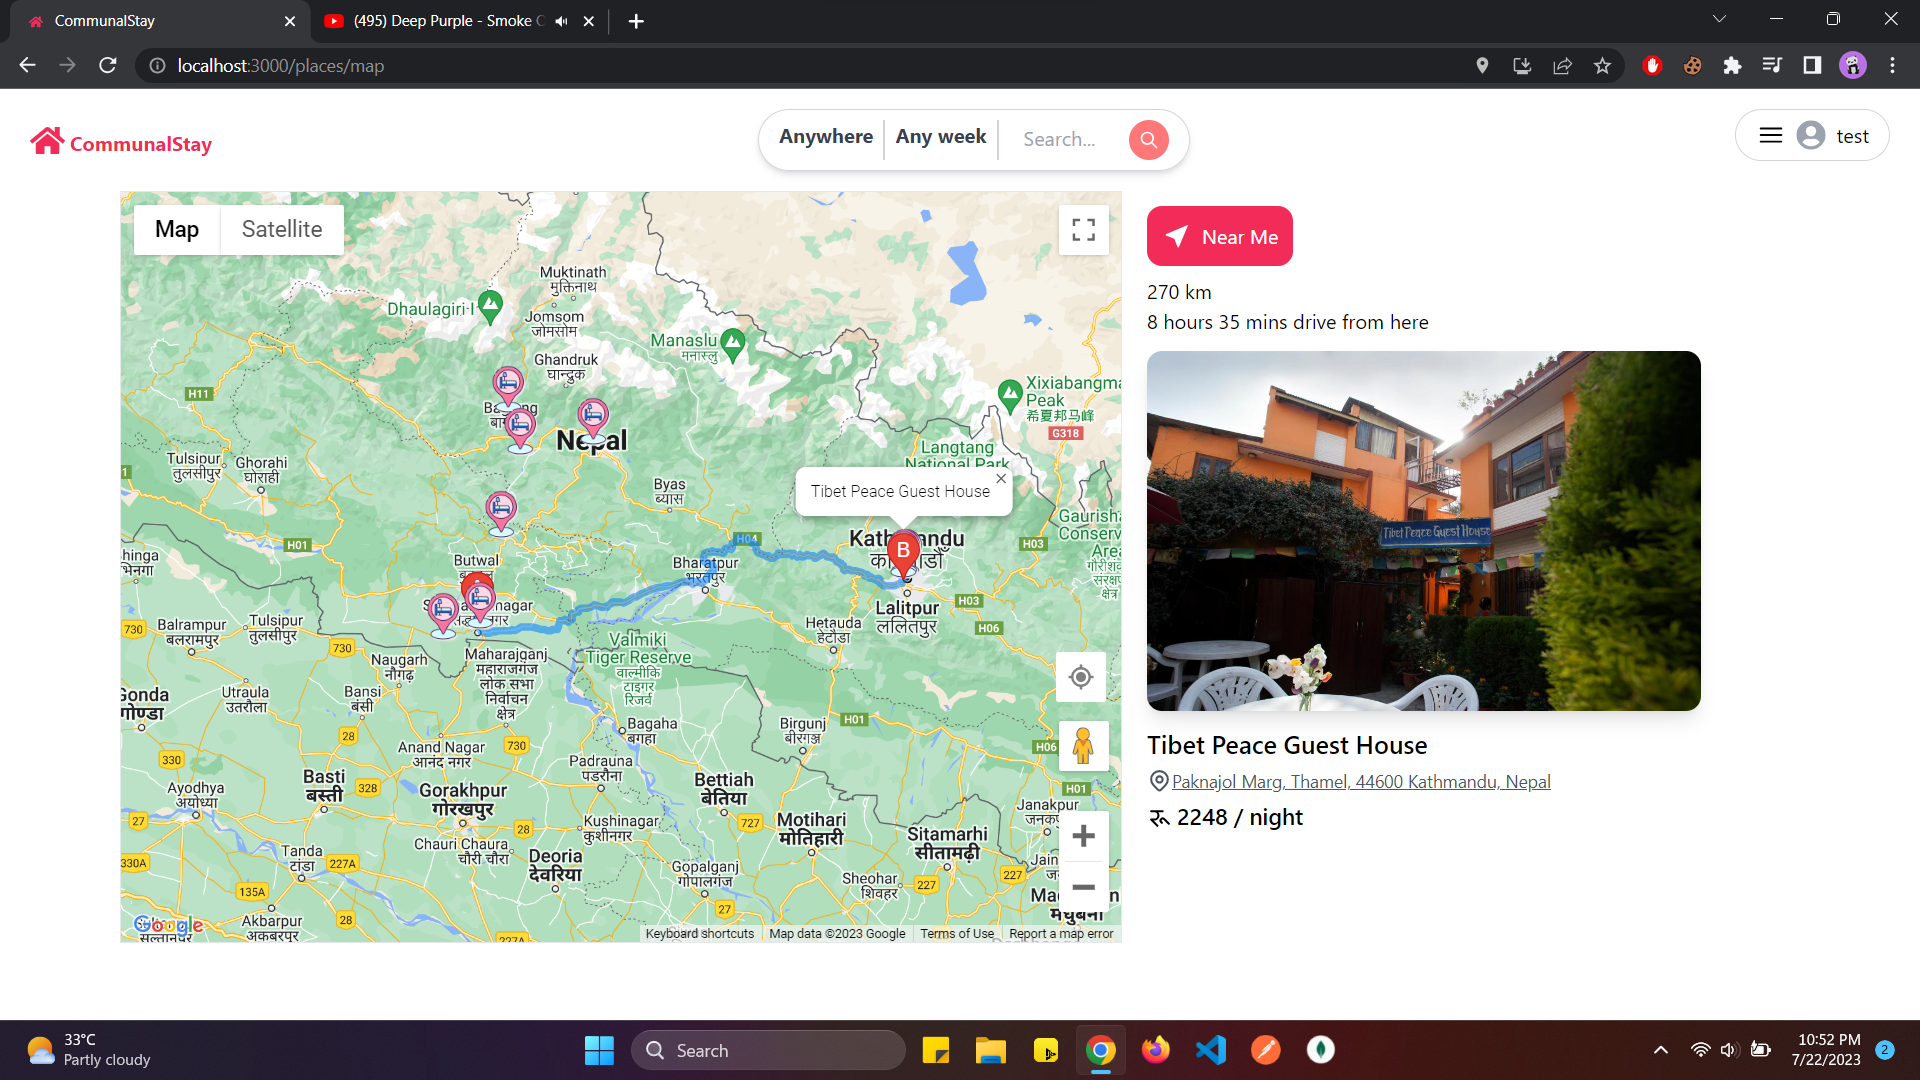 CommunalStay
(495) Deep Purple - Smoke
localhost:3000/places/map
CommunalStay
Anywhere
Any week
Search...
test
Map
Satellite
Near Me
270 km
8 hours 35 mins drive from here
Muktinath
मुक्तिनाथ
Dhaulagiri-I
Jomsom
जोमसोम
Manaslu
मनास्लु
Ghandruk
घान्द्रुक
Xixiabangma
Peak
希夏邦马峰
H11
G318
Nepal
Langtang
National Park
Tulsipur
तुलसीपुर
Ghorahi
घोराही
Byas
ब्यास
Tibet Peace Guest House
Gaurisha
Conserv
Area
H01
H04
Kathmandu
H03
hinga
भिनगा
Butwal
Bharatpur
भरतपुर
B
Lalitpur
ललितपुर
H03
730
Balrampur
बलरामपुर
Tulsipur
तुलसीपुर
Hetauda
हेटौडा
H06
730
Naugarh
नौगढ़
Maharajganj
महाराजगंज
लोक सभा
निर्वाचन
क्षेत्र
Valmiki
Tiger Reserve
वाल्मीकि
टाइगर
रिजर्व
Gonda
गोण्डा
Utraula
उतरौला
Bansi
बंसी
Bagaha
बगहा
Birgunj
बीरगञ्ज
H01
28
730
H06
330
Anand Nagar
आनंद नगर
Padrauna
पडरौना
Bettiah
बेतिया
H01
Ayodhya
अयोध्या
Basti
बस्ती
328
Gorakhpur
गोरखपुर
Janakpur
27
28
Kushinagar
कुशीनगर
727
Motihari
मोतिहारी
Sitamarhi
सीतामढ़ी
330A
Tanda
टांडा
227A
Chauri Chaura
चौरी चौरा
Deoria
देवरिया
Gopalganj
गोपालगंज
Sheohar
शिवहर
227
227
135A
Akbarpur
अकबरपुर
28
27
227A
Google
Keyboard shortcuts
Map data ©2023 Google
Terms of Use
Report a map error
Tibet Peace Guest House
Tibet Peace Guest House
Paknajol Marg, Thamel, 44600 Kathmandu, Nepal
रू 2248 / night
33°C
Partly cloudy
Search
10:52 PM
7/22/2023
2